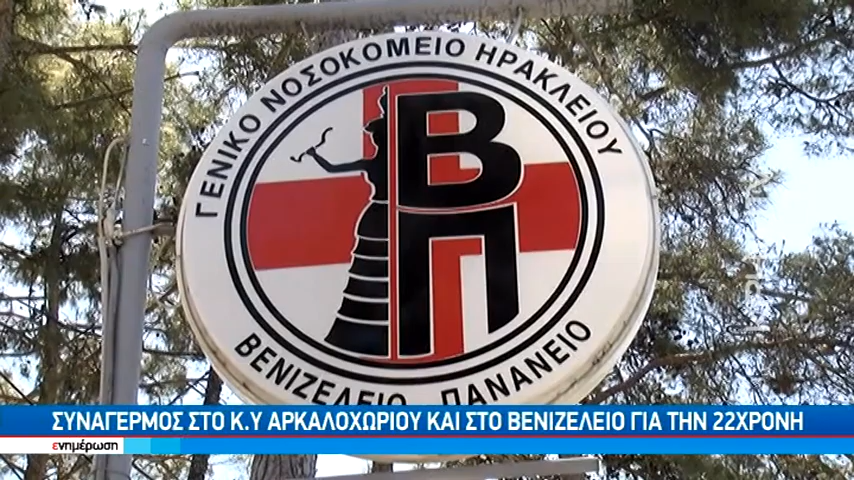 ΓΕΝΙΚΟ ΝΟΣΟΚΟΜΕΙΟ ΗΡΑΚΛΕΙΟΥ
ΒΠ
ΒΕΝΙΖΕΛΕΙΟ ΠΑΝΑΝΕΙΟ
ΣΥΝΑΓΕΡΜΟΣ ΣΤΟ Κ.Υ ΑΡΚΑΛΟΧΩΡΙΟΥ ΚΑΙ ΣΤΟ ΒΕΝΙΖΕΛΕΙΟ ΓΙΑ ΤΗΝ 22ΧΡΟΝΗ
ενημέρωση